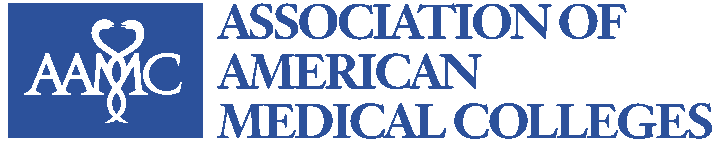 AAMC
ASSOCIATION OF
AMERICAN
MEDICAL COLLEGES